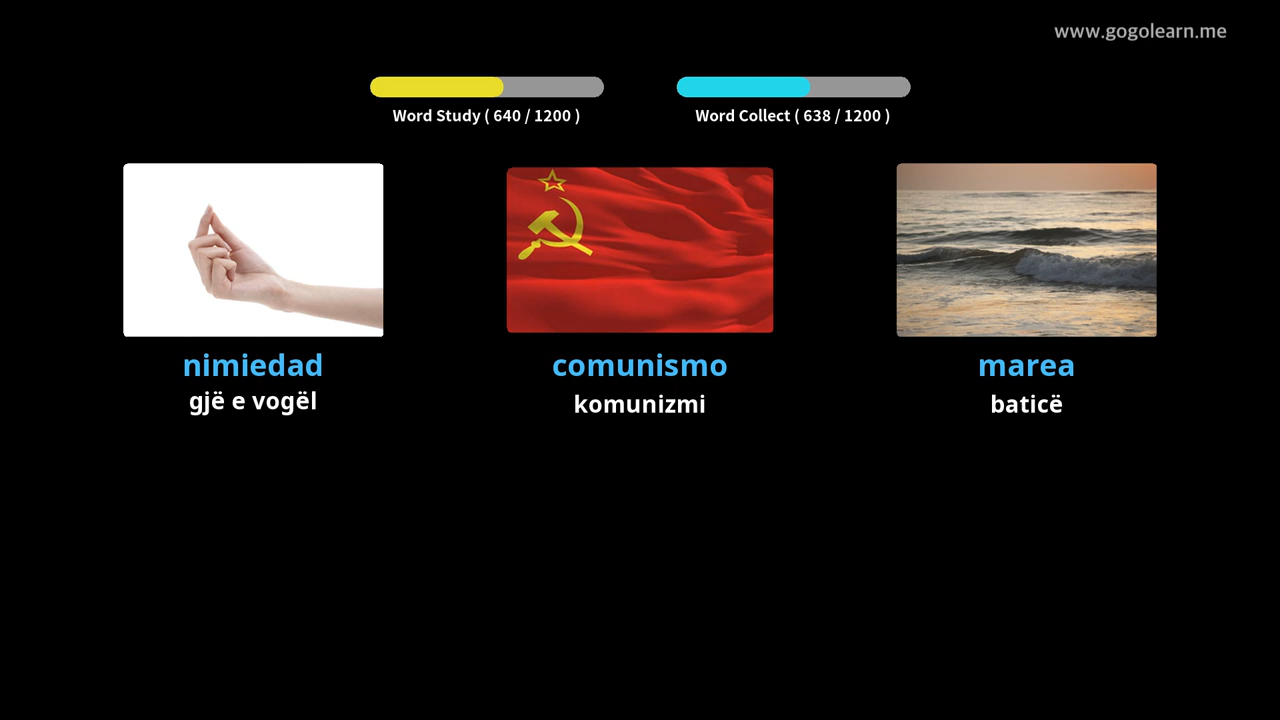 www.gogolearn.me
Word Study ( 640 / 1200 )
Word Collect ( 638 / 1200 )
nimiedad
gjë e vogël
comunismo
komunizmi
marea
baticë